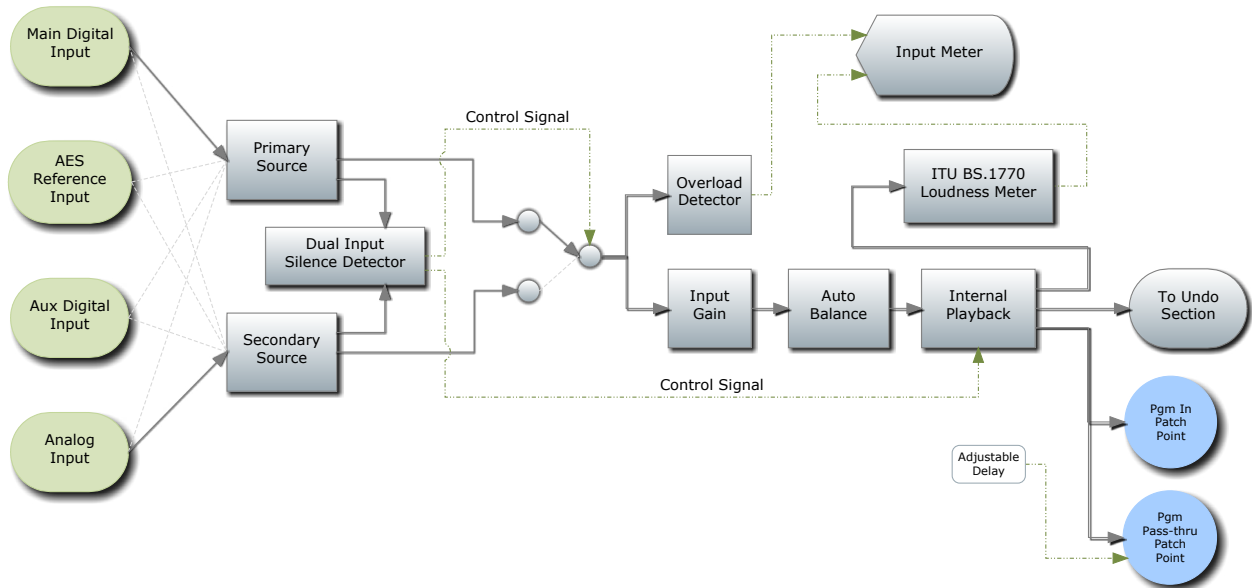 Main Digital
Input
AES
Reference
Input
Aux Digital
Input
Analog
Input
Primary
Source
Dual Input
Silence Detector
Secondary
Source
Control Signal
Control Signal
Overload
Detector
Input Meter
ITU BS.1770
Loudness Meter
Input
Gain
Auto
Balance
Internal
Playback
To Undo
Section
Pgm In
Patch
Point
Adjustable
Delay
Pgm
Pass-thru
Patch
Point